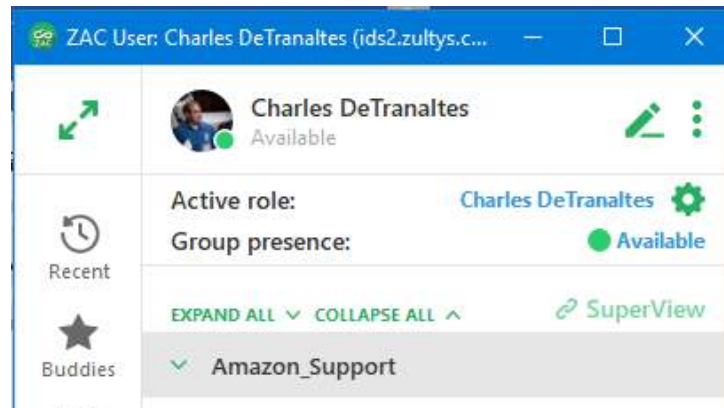 ZAC User: Charles DeTranaltes (ids2.zultys.c...
Charles DeTranaltes
Available
Active role: Charles DeTranaltes
Group presence: Available
Recent
EXPAND ALL COLLAPSE ALL SuperView
Buddies
Amazon_Support